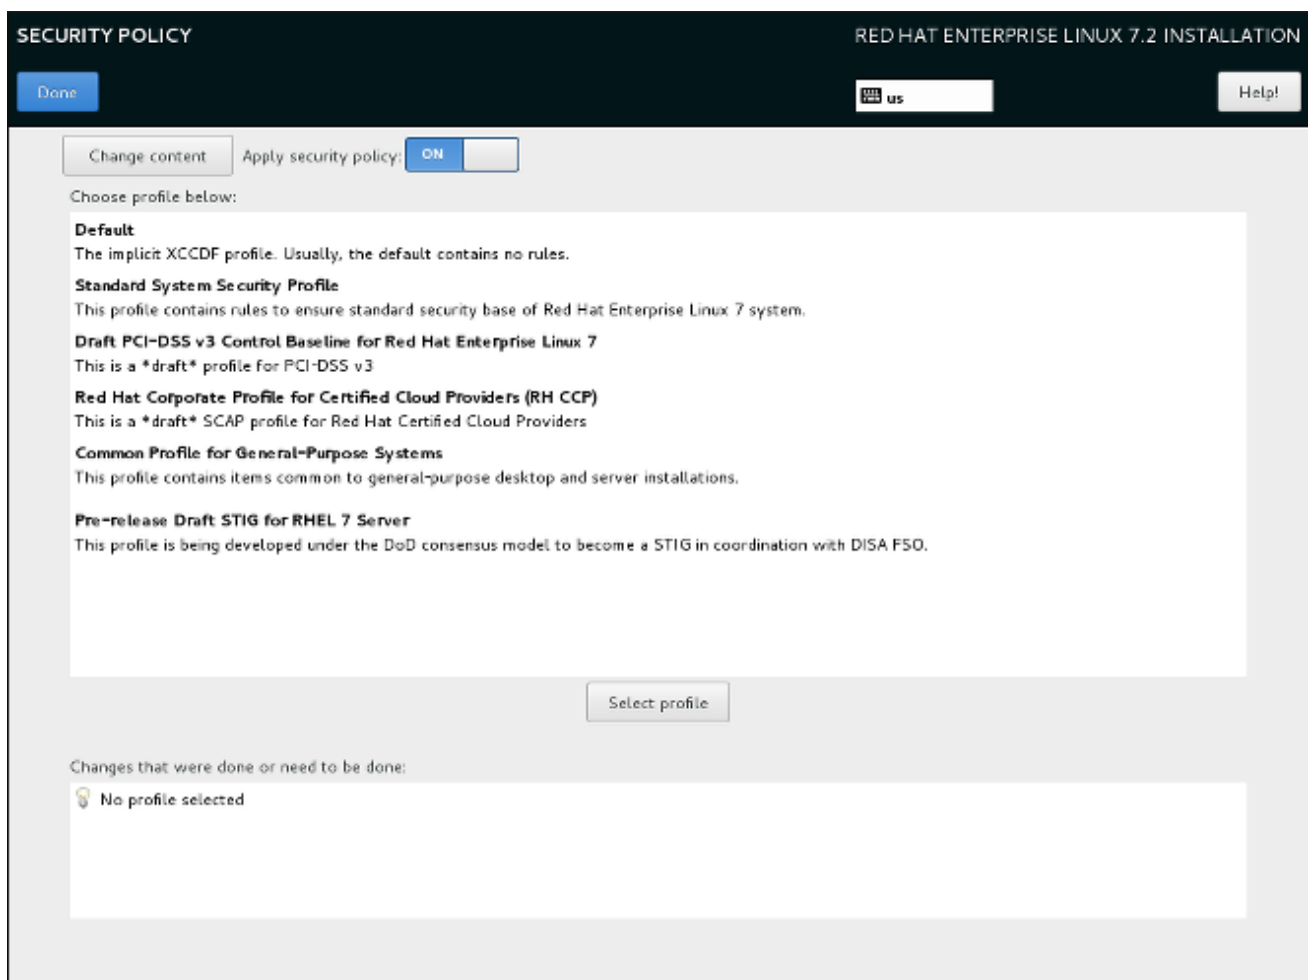 SECURITY POLICY
RED HAT ENTERPRISE LINUX 7.2 INSTALLATION
Done
us
Help!
Change content
Apply security policy:
ON
Choose profile below:
Default
The implicit XCCDF profile. Usually, the default contains no rules.
Standard System Security Profile
This profile contains rules to ensure standard security base of Red Hat Enterprise Linux 7 system.
Draft PCI-DSS v3 Control Baseline for Red Hat Enterprise Linux 7
This is a *draft* profile for PCI-DSS v3
Red Hat Corporate Profile for Certified Cloud Providers (RH CCP)
This is a *draft* SCAP profile for Red Hat Certified Cloud Providers
Common Profile for General-Purpose Systems
This profile contains items common to general-purpose desktop and server installations.
Pre-release Draft STIG for RHEL 7 Server
This profile is being developed under the DoD consensus model to become a STIG in coordination with DISA FSO.
Select profile
Changes that were done or need to be done:
No profile selected